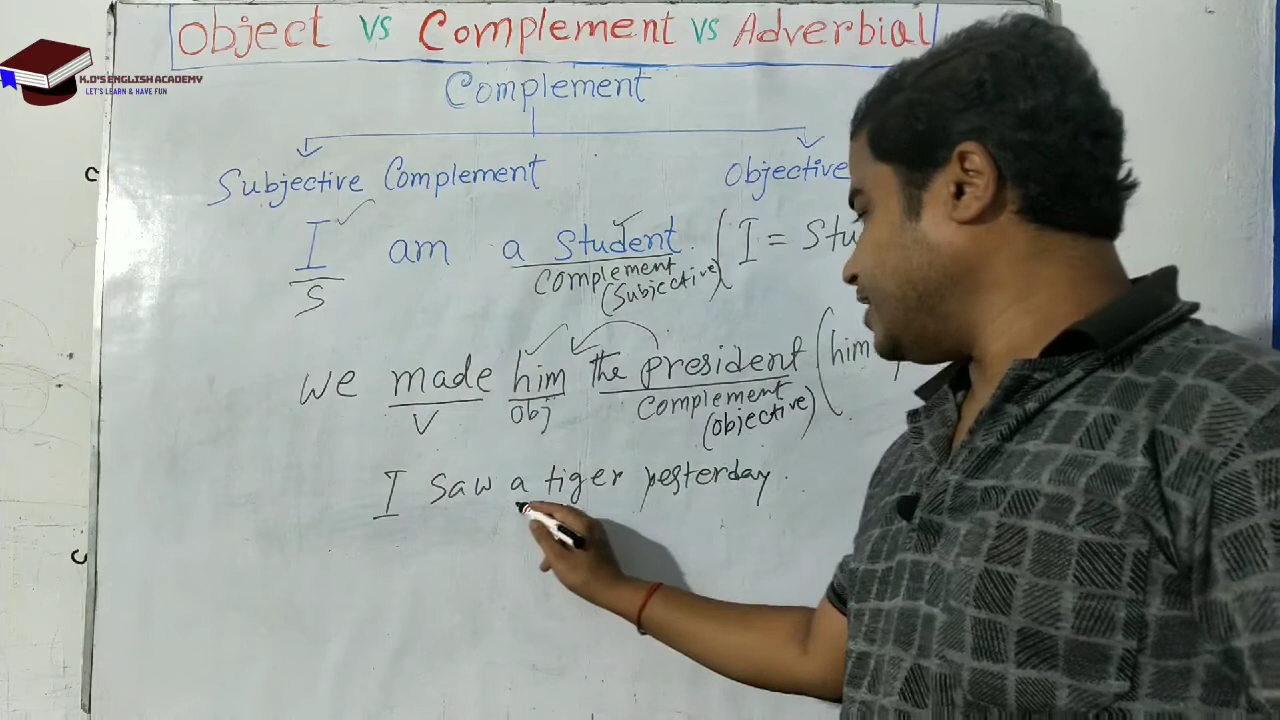 Object vs Complement vs Adverbial
K.D'S ENGLISH ACADEMY
LET'S LEARN & HAVE FUN
Complement
Subjective Complement
Objective
I am a student. (I = Stu
S
Complement
(Subjective)
We made him the president (him
V
Obj
Complement
(Objective)
I saw a tiger yesterday.